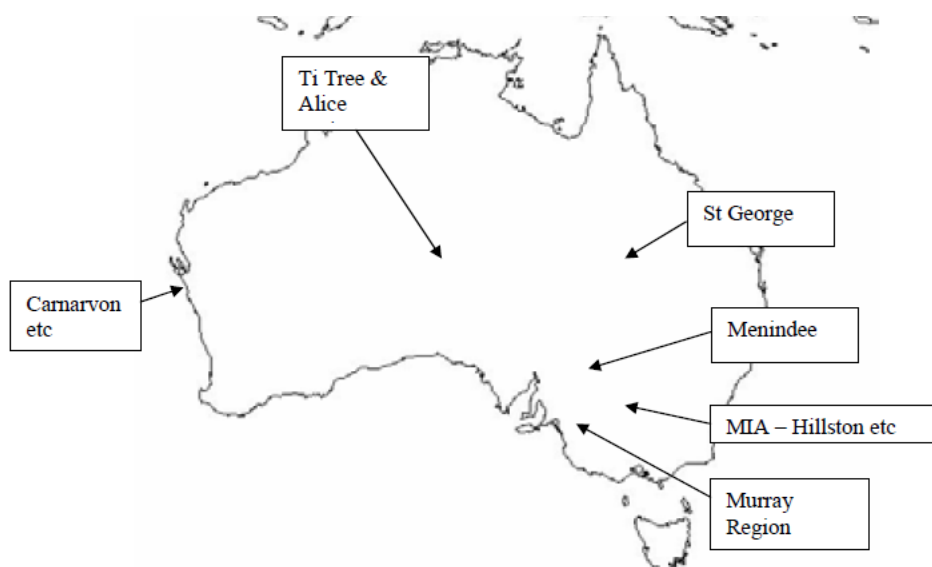 Ti Tree &
Alice
St George
Carnarvon
etc
Menindee
MIA – Hillston etc
Murray
Region